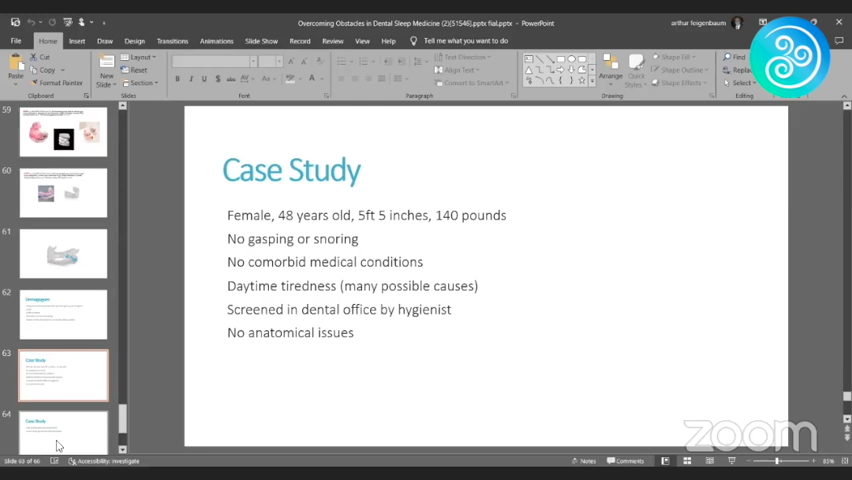 Overcoming Obstacles in Dental Sleep Medicine (2)[51546].pptx fial.pptx - PowerPoint
arthur feigenbaum
File Home Insert Draw Design Transitions Animations Slide Show Record Review View Help Tell me what you want to do
Cut
Copy
Format Painter
Paste
Clipboard
New Slide
Layout
Reset
Section
Slides
Font
Text Direction
Align Text
Convert to SmartArt
Paragraph
Arrange
Quick Styles
Shape Fill
Shape Outline
Shape Effects
Drawing
Find
Select
Editing
59
60
61
62
63
Case Study
64
Case Study
Case Study
Female, 48 years old, 5ft 5 inches, 140 pounds
No gasping or snoring
No comorbid medical conditions
Daytime tiredness (many possible causes)
Screened in dental office by hygienist
No anatomical issues
zoom
Slide 63 of 66 Accessibility: Investigate Notes Comments 85%